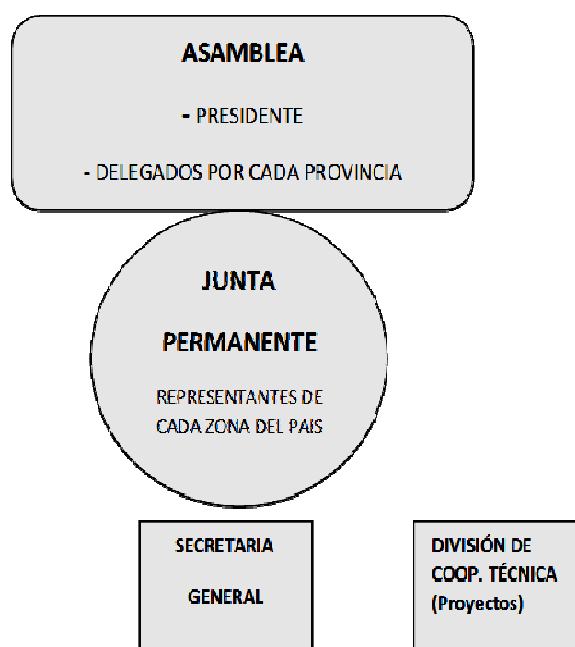 ASAMBLEA
- PRESIDENTE
- DELEGADOS POR CADA PROVINCIA
JUNTA
PERMANENTE
REPRESENTANTES DE
CADA ZONA DEL PAIS
SECRETARIA
GENERAL
DIVISIÓN DE
COOP. TÉCNICA
(Proyectos)